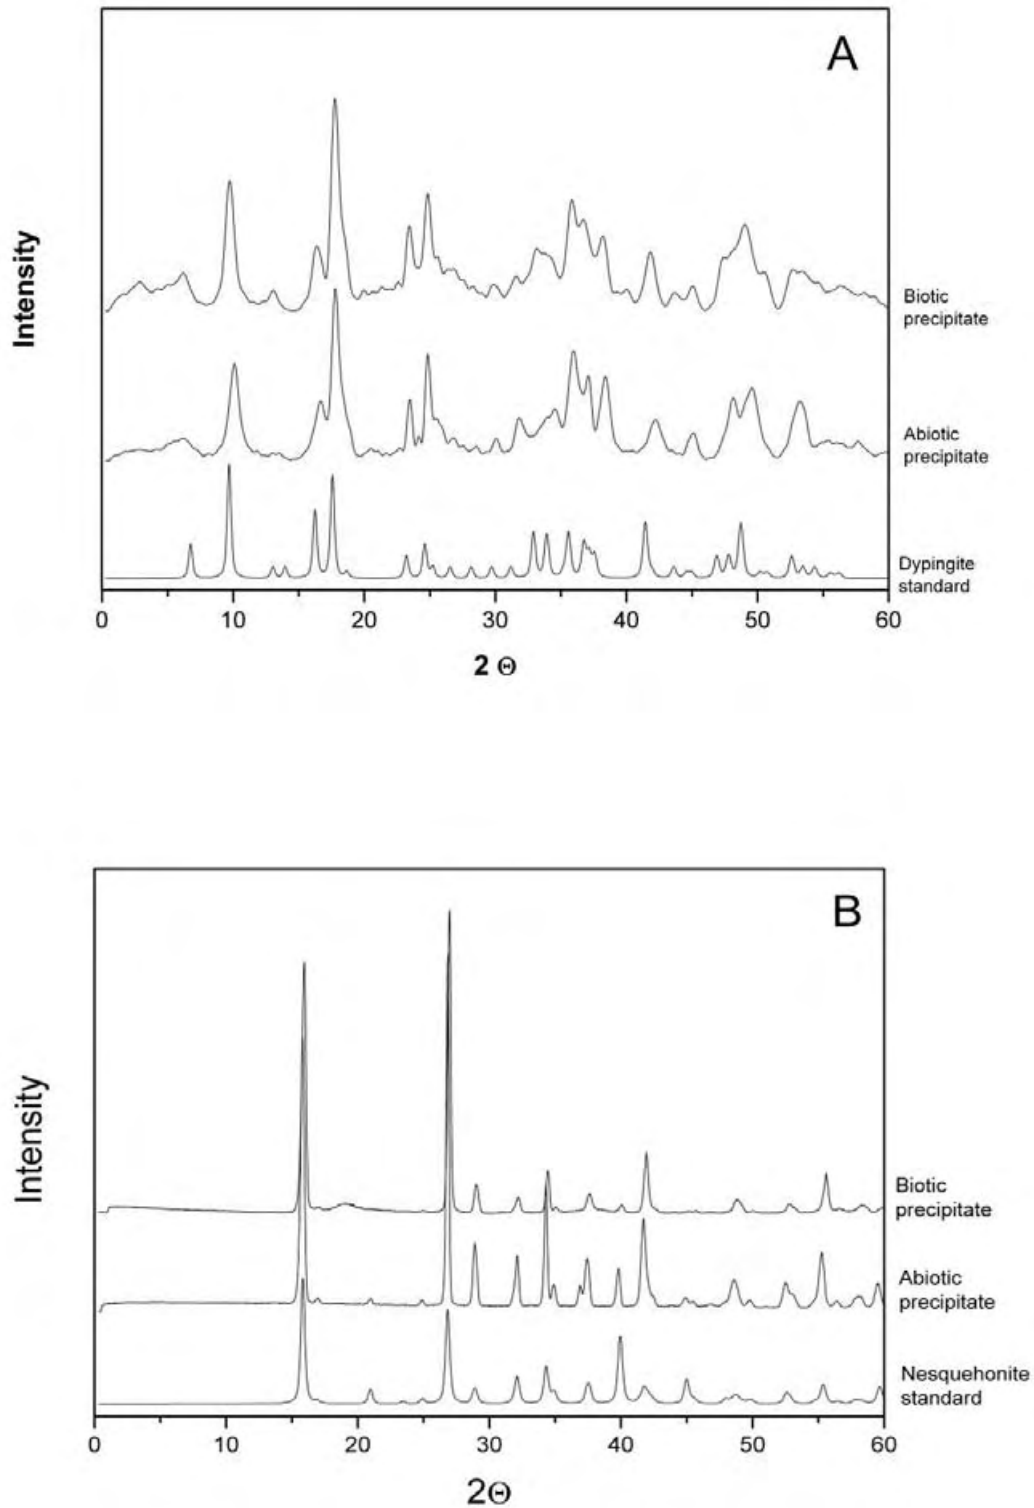 A
Intensity
Biotic
precipitate
Abiotic
precipitate
Dypingite
standard
0 10 20 30 40 50 60
2 Θ
B
Intensity
Biotic
precipitate
Abiotic
precipitate
Nesquehonite
standard
0 10 20 30 40 50 60
2Θ